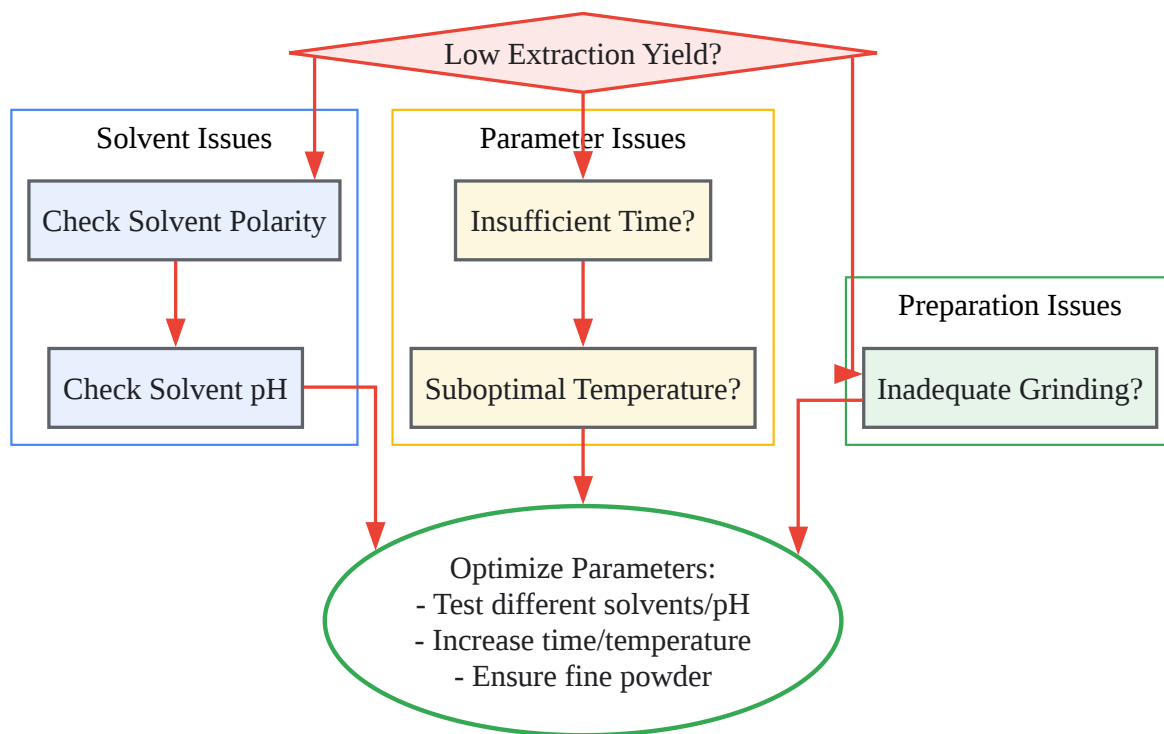 Low Extraction Yield?
Solvent Issues
Check Solvent Polarity
Check Solvent pH
Parameter Issues
Insufficient Time?
Suboptimal Temperature?
Preparation Issues
Inadequate Grinding?
Optimize Parameters:
- Test different solvents/pH
- Increase time/temperature
- Ensure fine powder